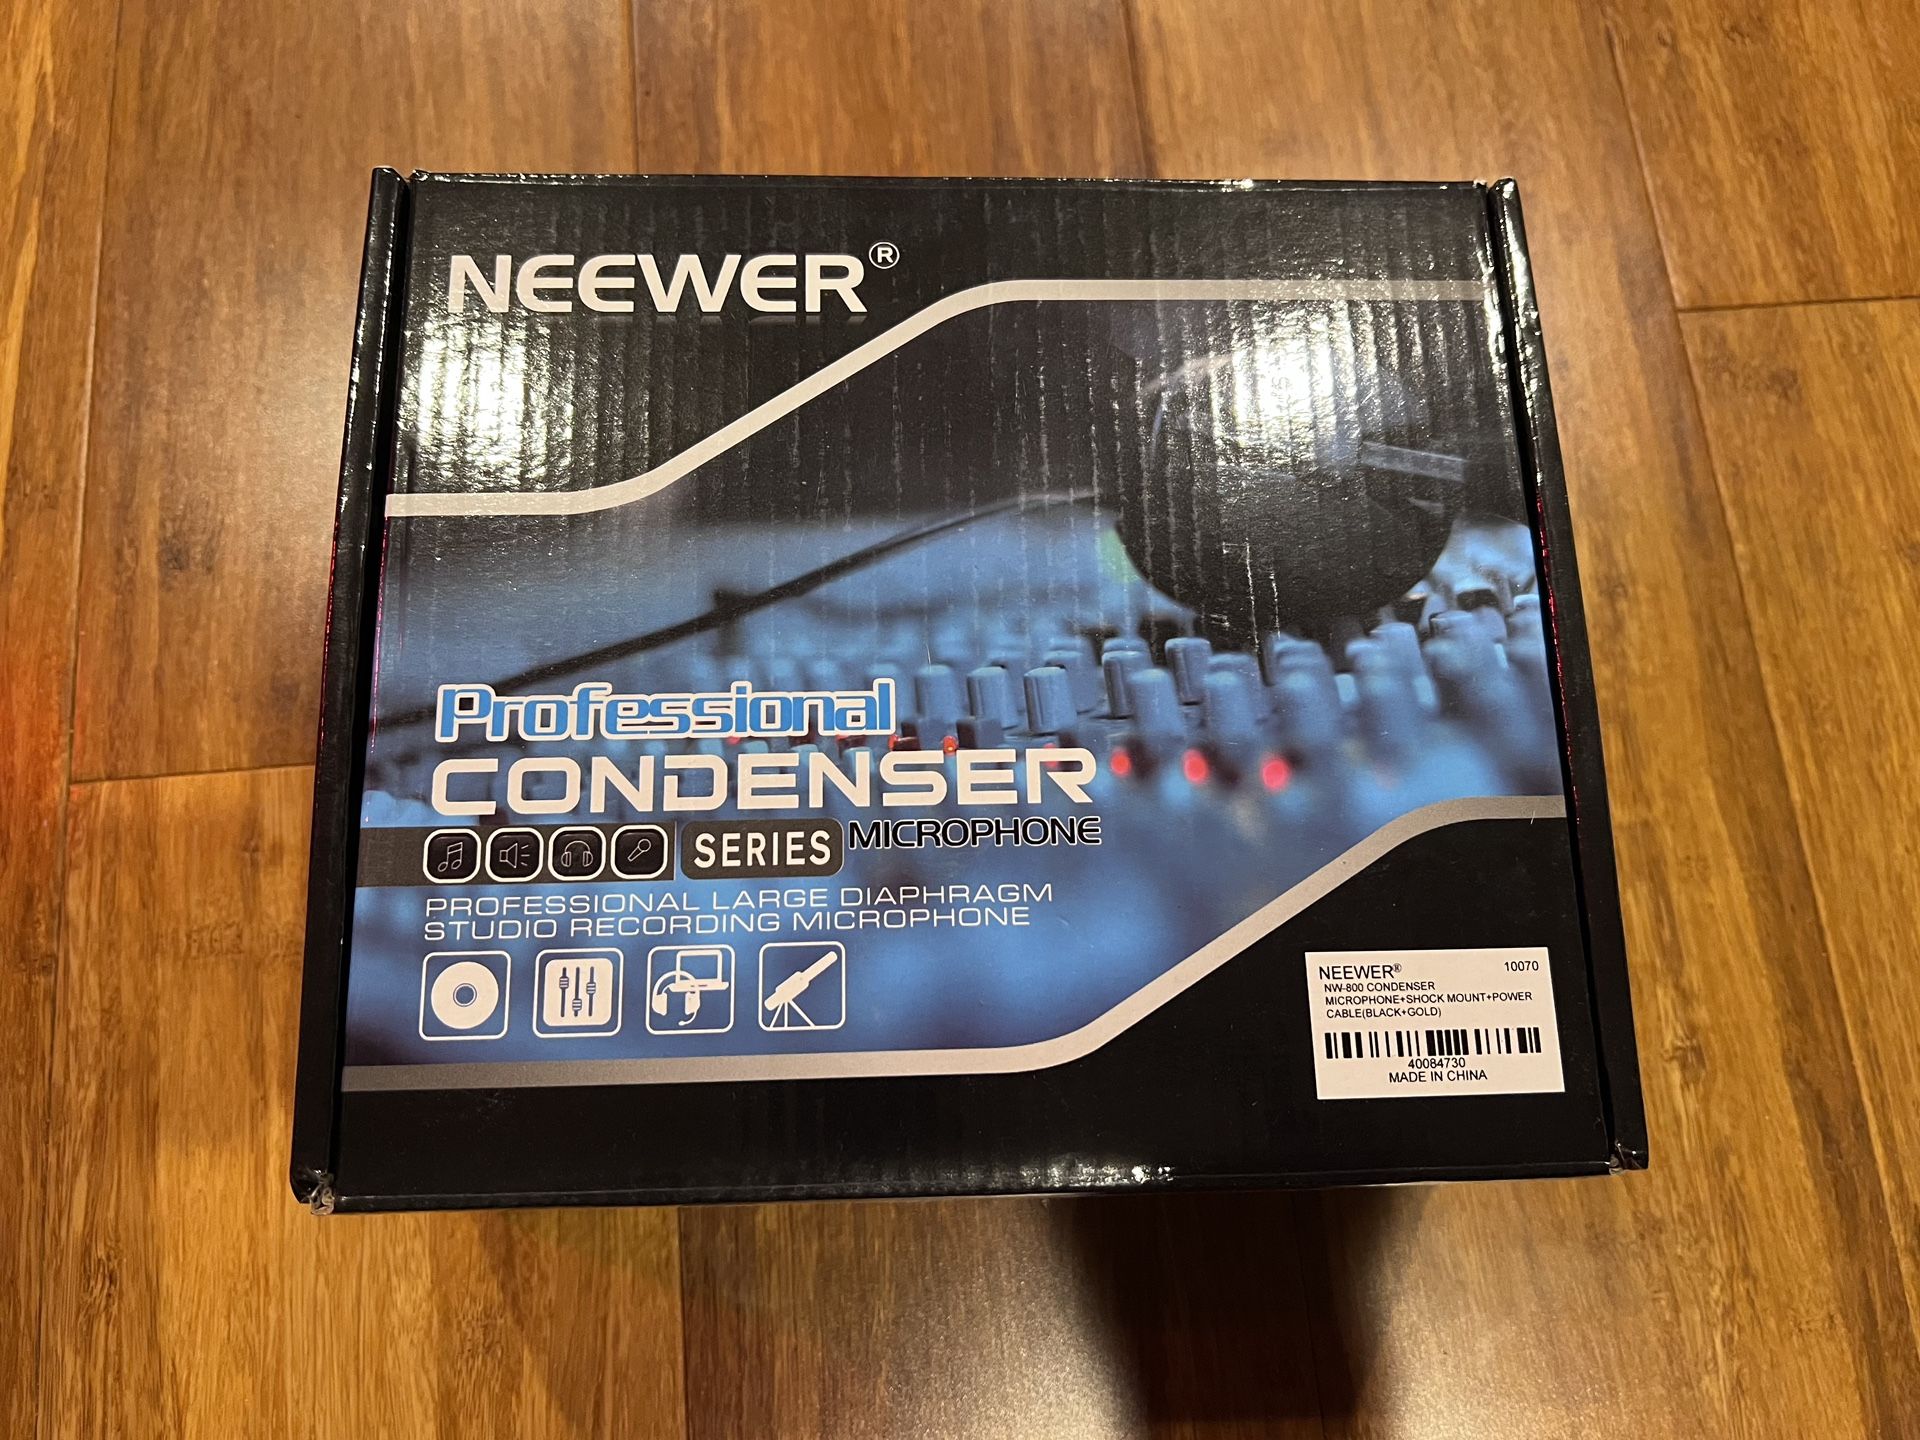 NEEWER®
Professional
CONDENSER
SERIES MICROPHONE
PROFESSIONAL LARGE DIAPHRAGM
STUDIO RECORDING MICROPHONE
NEEWER® 10070
NW-800 CONDENSER
MICROPHONE+SHOCK MOUNT+POWER
CABLE(BLACK+GOLD)
40084730
MADE IN CHINA